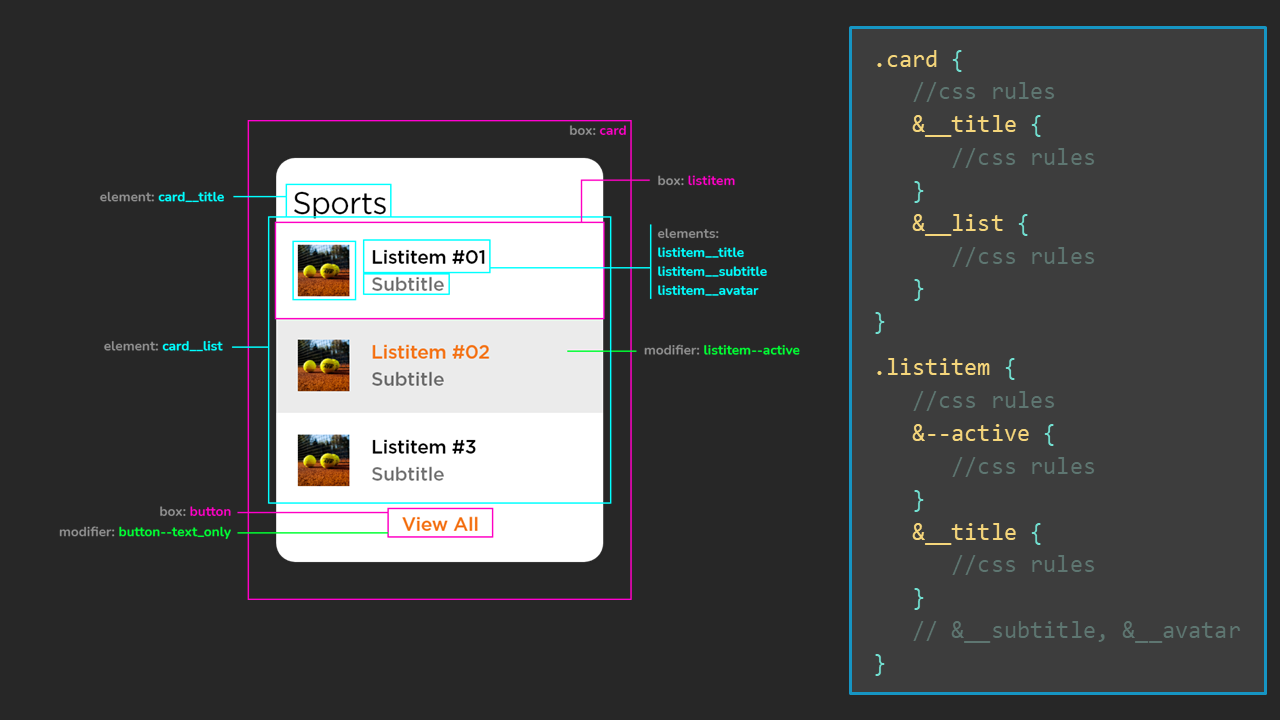 box: card
element: card__title
Sports
box: listitem
elements:
listitem__title
listitem__subtitle
listitem__avatar
Listitem #01
Subtitle
element: card__list
Listitem #02
Subtitle
modifier: listitem--active
Listitem #3
Subtitle
box: button
modifier: button--text_only
View All
.card {
//css rules
&__title {
//css rules
}
&__list {
//css rules
}
}
.listitem {
//css rules
&--active {
//css rules
}
&__title {
//css rules
}
// &__subtitle, &__avatar
}